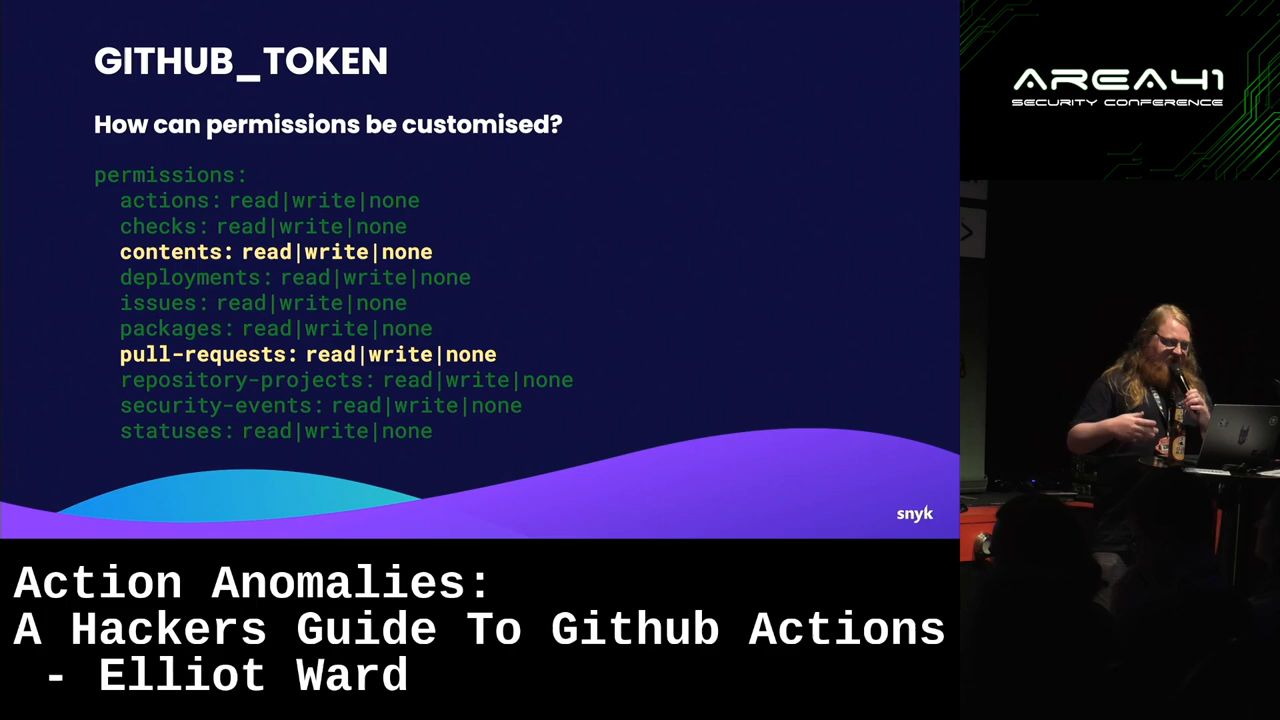 GITHUB_TOKEN
How can permissions be customised?
permissions:
actions: read|write|none
checks: read|write|none
contents: read|write|none
deployments: read|write|none
issues: read|write|none
packages: read|write|none
pull-requests: read|write|none
repository-projects: read|write|none
security-events: read|write|none
statuses: read|write|none
snyk
AREA41
SECURITY CONFERENCE
Action Anomalies:
A Hackers Guide To Github Actions
- Elliot Ward